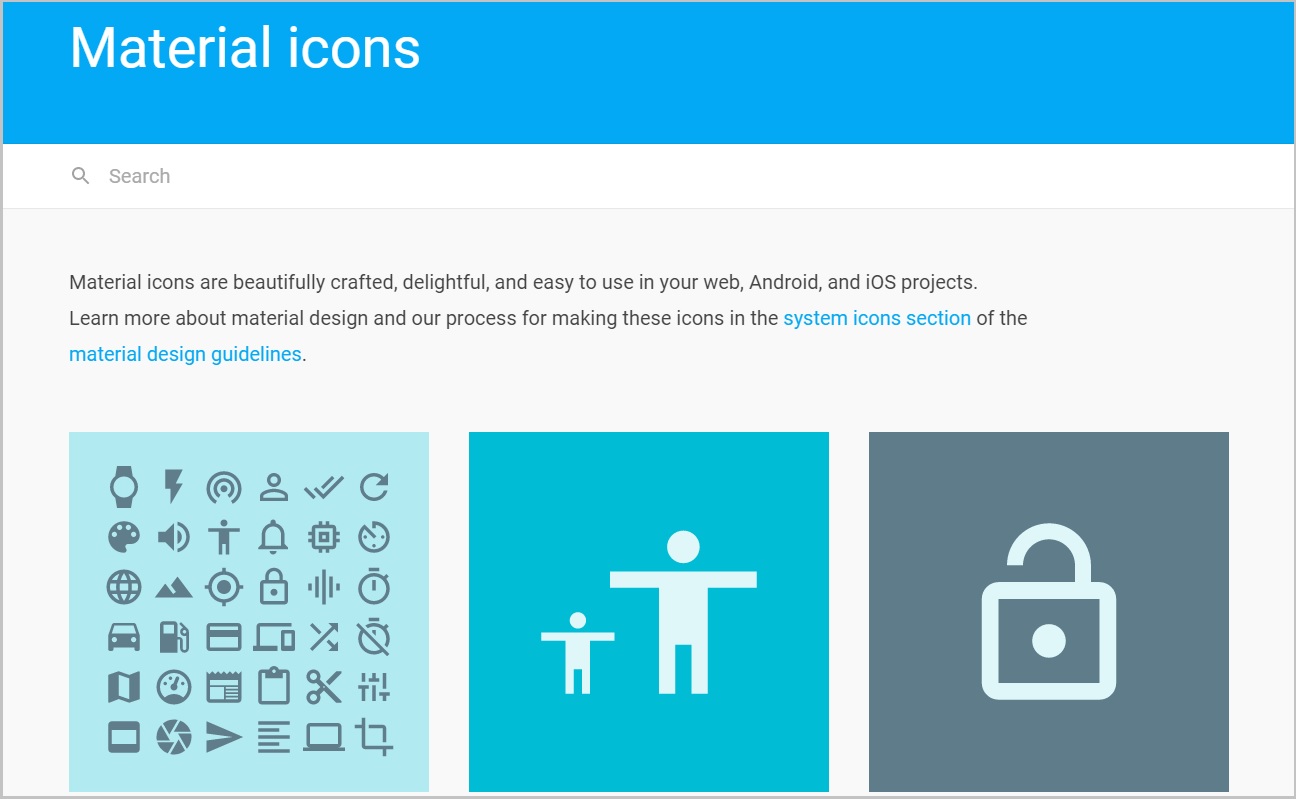 Material icons
Search
Material icons are beautifully crafted, delightful, and easy to use in your web, Android, and iOS projects.
Learn more about material design and our process for making these icons in the system icons section of the
material design guidelines.